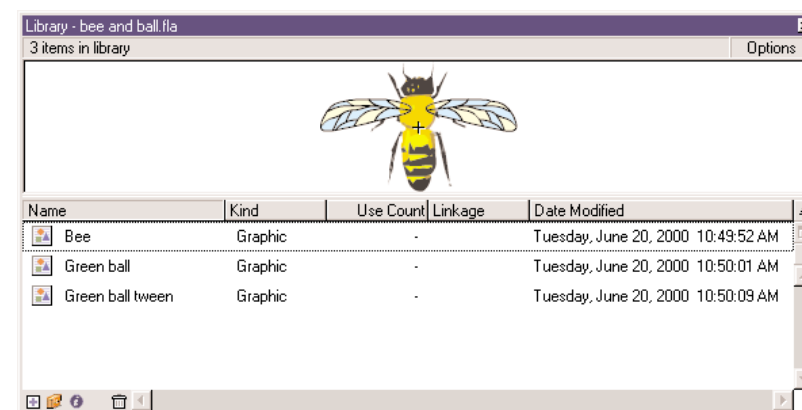 Library - bee and ball.fla
3 items in library Options
Name Kind Use Count Linkage Date Modified
Bee Graphic - Tuesday, June 20, 2000 10:49:52 AM
Green ball Graphic - Tuesday, June 20, 2000 10:50:01 AM
Green ball tween Graphic - Tuesday, June 20, 2000 10:50:09 AM